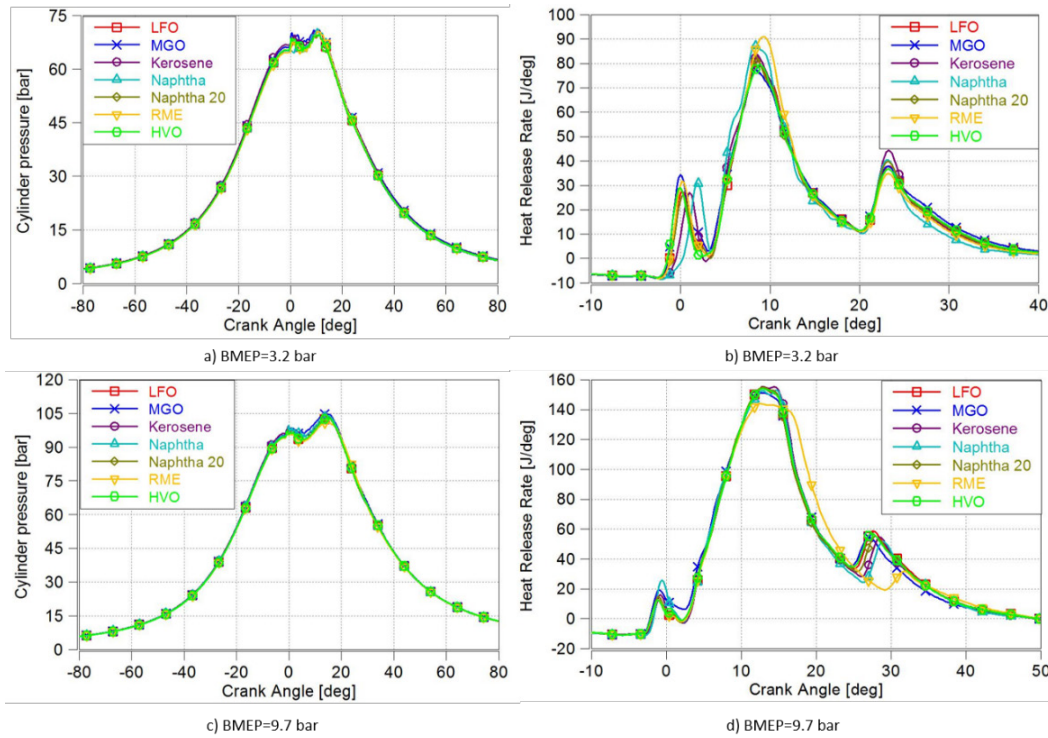 75
60
45
30
15
0
Cylinder pressure [bar]
LFO
MGO
Kerosene
Naphtha
Naphtha 20
RME
HVO
-80 -60 -40 -20 0 20 40 60 80
Crank Angle [deg]
a) BMEP=3.2 bar
100
90
80
70
60
50
40
30
20
10
0
-10
Heat Release Rate [J/deg]
LFO
MGO
Kerosene
Naphtha
Naphtha 20
RME
HVO
-10 0 10 20 30 40
Crank Angle [deg]
b) BMEP=3.2 bar
120
105
90
75
60
45
30
15
0
Cylinder pressure [bar]
LFO
MGO
Kerosene
Naphtha
Naphtha 20
RME
HVO
-80 -60 -40 -20 0 20 40 60 80
Crank Angle [deg]
c) BMEP=9.7 bar
160
140
120
100
80
60
40
20
0
-20
Heat Release Rate [J/deg]
LFO
MGO
Kerosene
Naphtha
Naphtha 20
RME
HVO
-10 0 10 20 30 40 50
Crank Angle [deg]
d) BMEP=9.7 bar